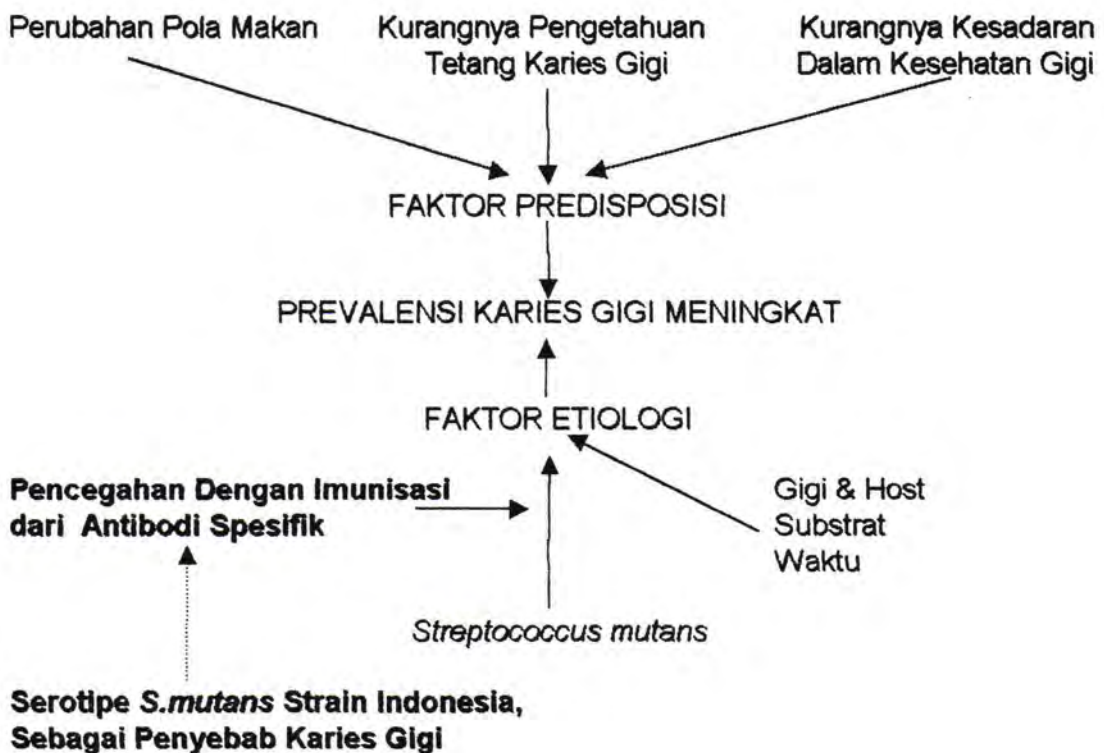 Perubahan Pola Makan
Kurangnya Pengetahuan
Tetang Karies Gigi
Kurangnya Kesadaran
Dalam Kesehatan Gigi
FAKTOR PREDISPOSISI
PREVALENSI KARIES GIGI MENINGKAT
FAKTOR ETIOLOGI
Pencegahan Dengan Imunisasi
dari Antibodi Spesifik
Gigi & Host
Substrat
Waktu
Streptococcus mutans
Serotipe S.mutans Strain Indonesia,
Sebagai Penyebab Karies Gigi